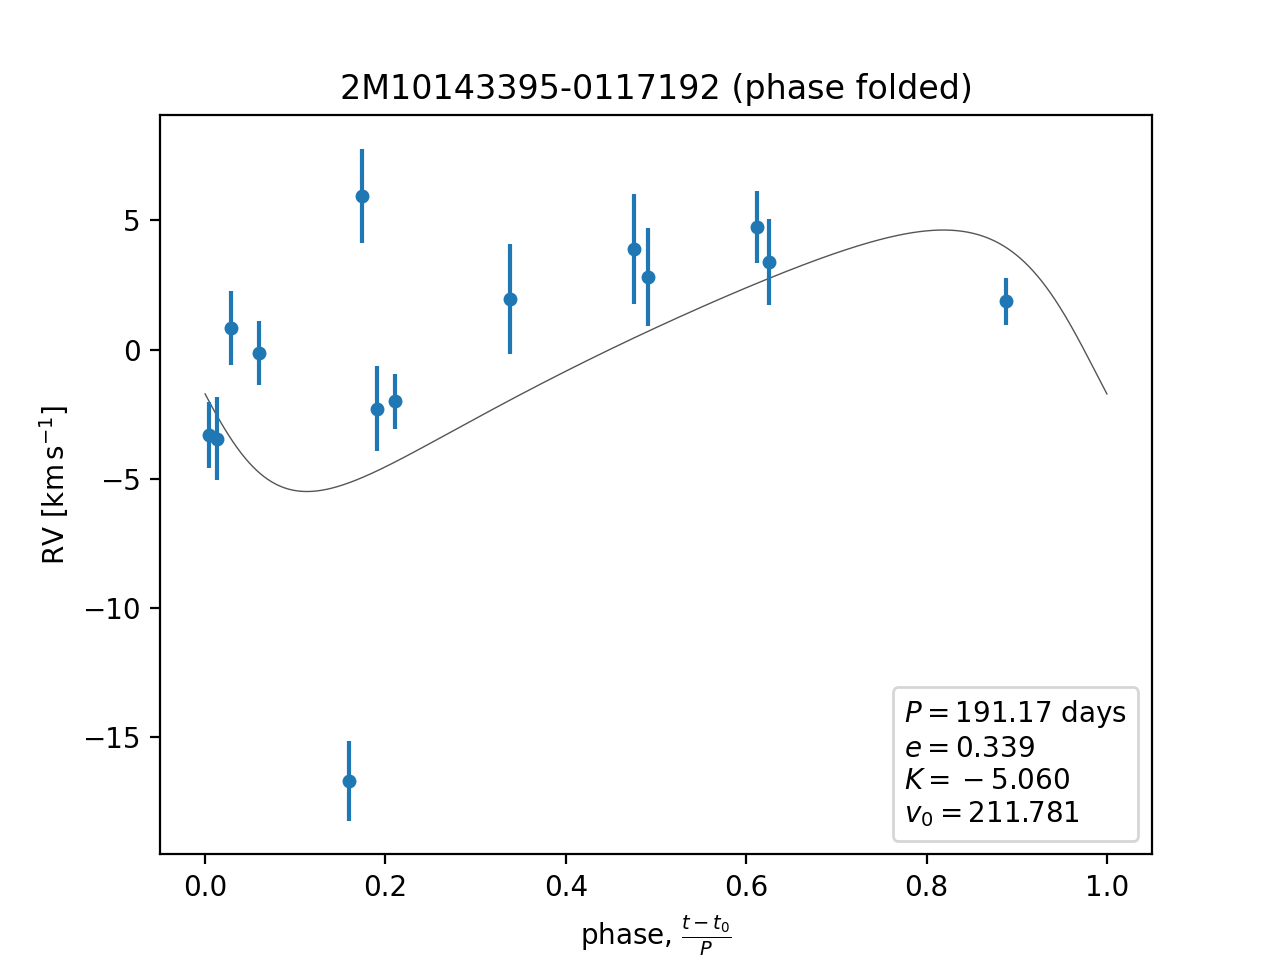 2M10143395-0117192 (phase folded)
RV [km s⁻¹]
5
0
−5
−10
−15
P = 191.17 days
e = 0.339
K = − 5.060
v₀ = 211.781
0.0 0.2 0.4 0.6 0.8 1.0
phase, (t − t₀)/P